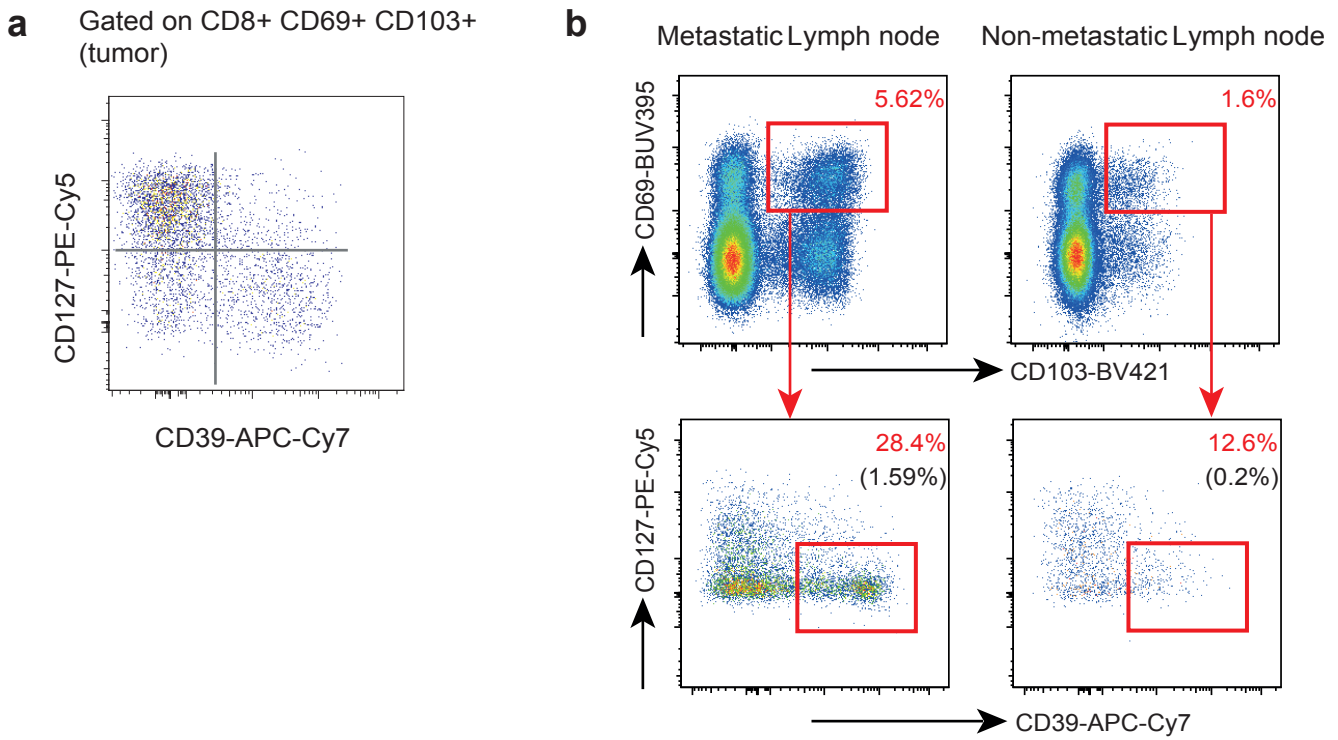 a
Gated on CD8+ CD69+ CD103+
(tumor)
CD127-PE-Cy5
CD39-APC-Cy7
b
Metastatic Lymph node
Non-metastatic Lymph node
CD69-BUV395
5.62%
1.6%
CD103-BV421
CD127-PE-Cy5
28.4%
(1.59%)
12.6%
(0.2%)
CD39-APC-Cy7